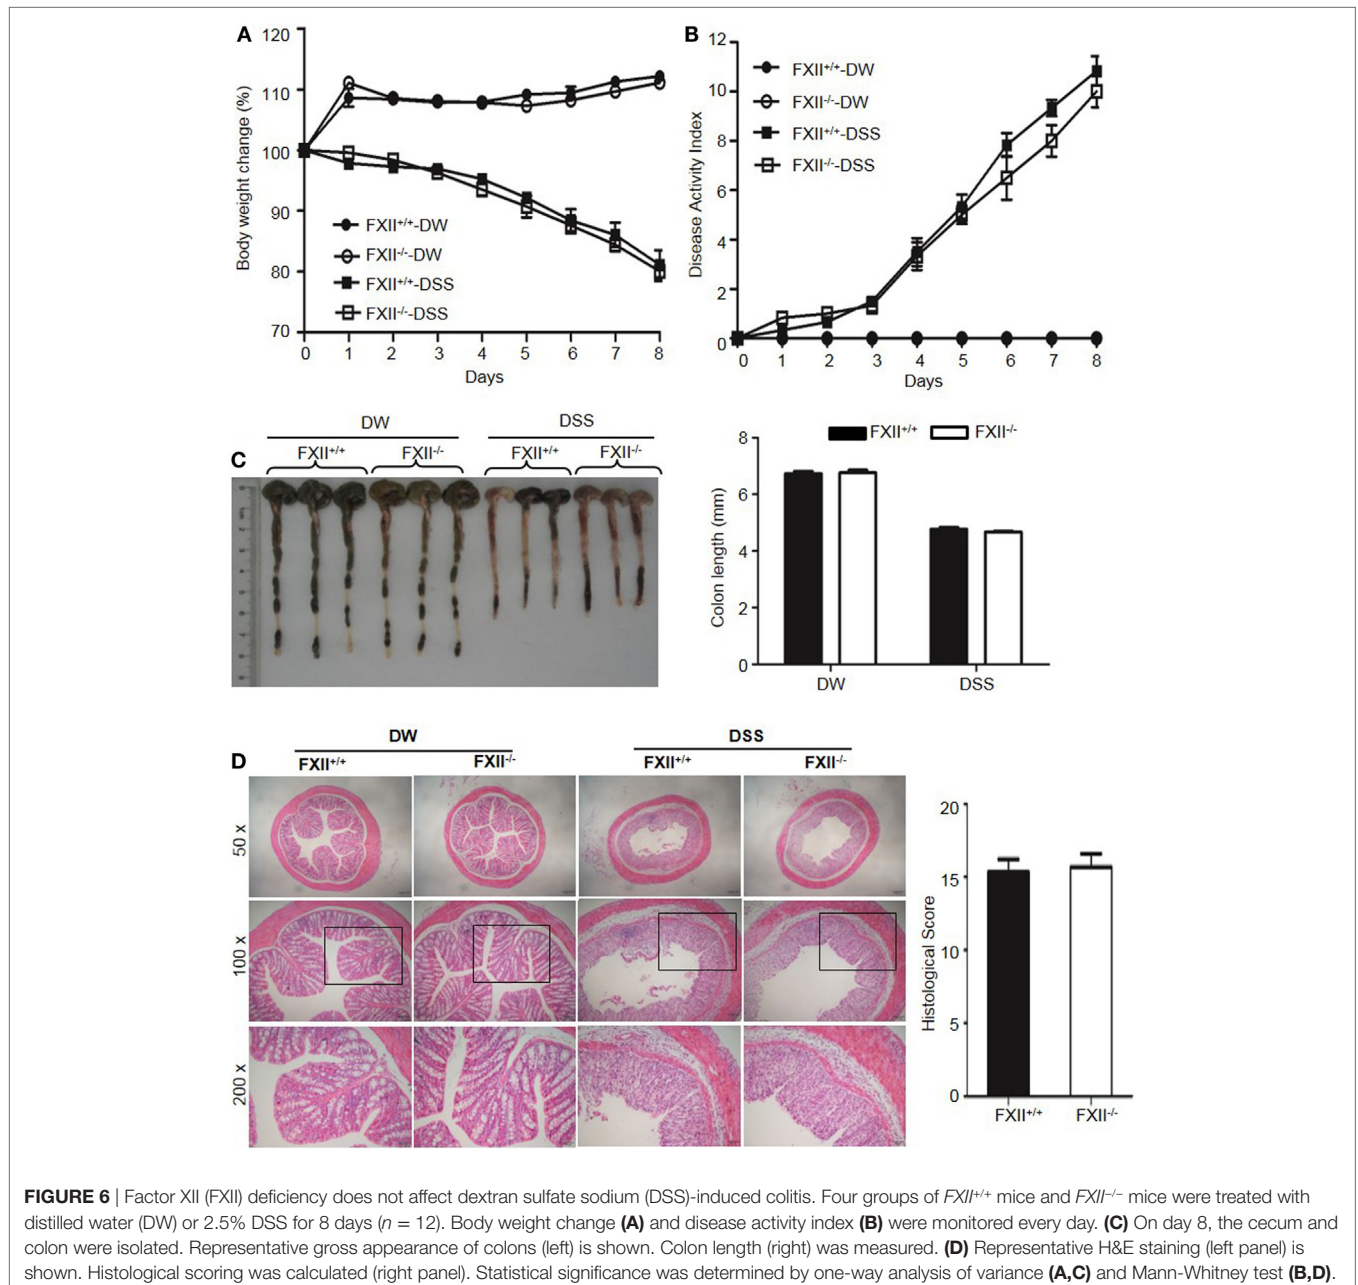 A
B
120
110
100
90
80
70
Body weight change (%)
FXII+/+-DW
FXII-/--DW
FXII+/+-DSS
FXII-/--DSS
0 1 2 3 4 5 6 7 8
Days
12
10
8
6
4
2
0
Disease Activity Index
FXII+/+-DW
FXII-/--DW
FXII+/+-DSS
FXII-/--DSS
0 1 2 3 4 5 6 7 8
Days
C
DW DSS
FXII+/+ FXII-/- FXII+/+ FXII-/-
FXII+/+ FXII-/-
8
6
4
2
0
Colon length (mm)
DW DSS
D
DW DSS
FXII+/+ FXII-/- FXII+/+ FXII-/-
50 x
100 x
200 x
20
15
10
5
0
Histological Score
FXII+/+ FXII-/-
FIGURE 6 | Factor XII (FXII) deficiency does not affect dextran sulfate sodium (DSS)-induced colitis. Four groups of FXII+/+ mice and FXII−/− mice were treated with
distilled water (DW) or 2.5% DSS for 8 days (n = 12). Body weight change (A) and disease activity index (B) were monitored every day. (C) On day 8, the cecum and
colon were isolated. Representative gross appearance of colons (left) is shown. Colon length (right) was measured. (D) Representative H&E staining (left panel) is
shown. Histological scoring was calculated (right panel). Statistical significance was determined by one-way analysis of variance (A,C) and Mann-Whitney test (B,D).